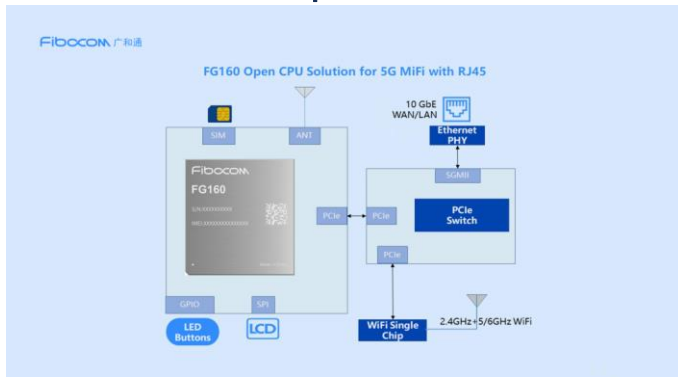 Fibocom 广和通
FG160 Open CPU Solution for 5G MiFi with RJ45
10 GbE
WAN/LAN
Ethernet
PHY
SIM
ANT
SGMII
Fibocom
FG160
PCIe
PCIe
PCIe
Switch
PCIe
GPIO
SPI
LED
Buttons
LCD
WiFi Single
Chip
2.4GHz+5/6GHz WiFi